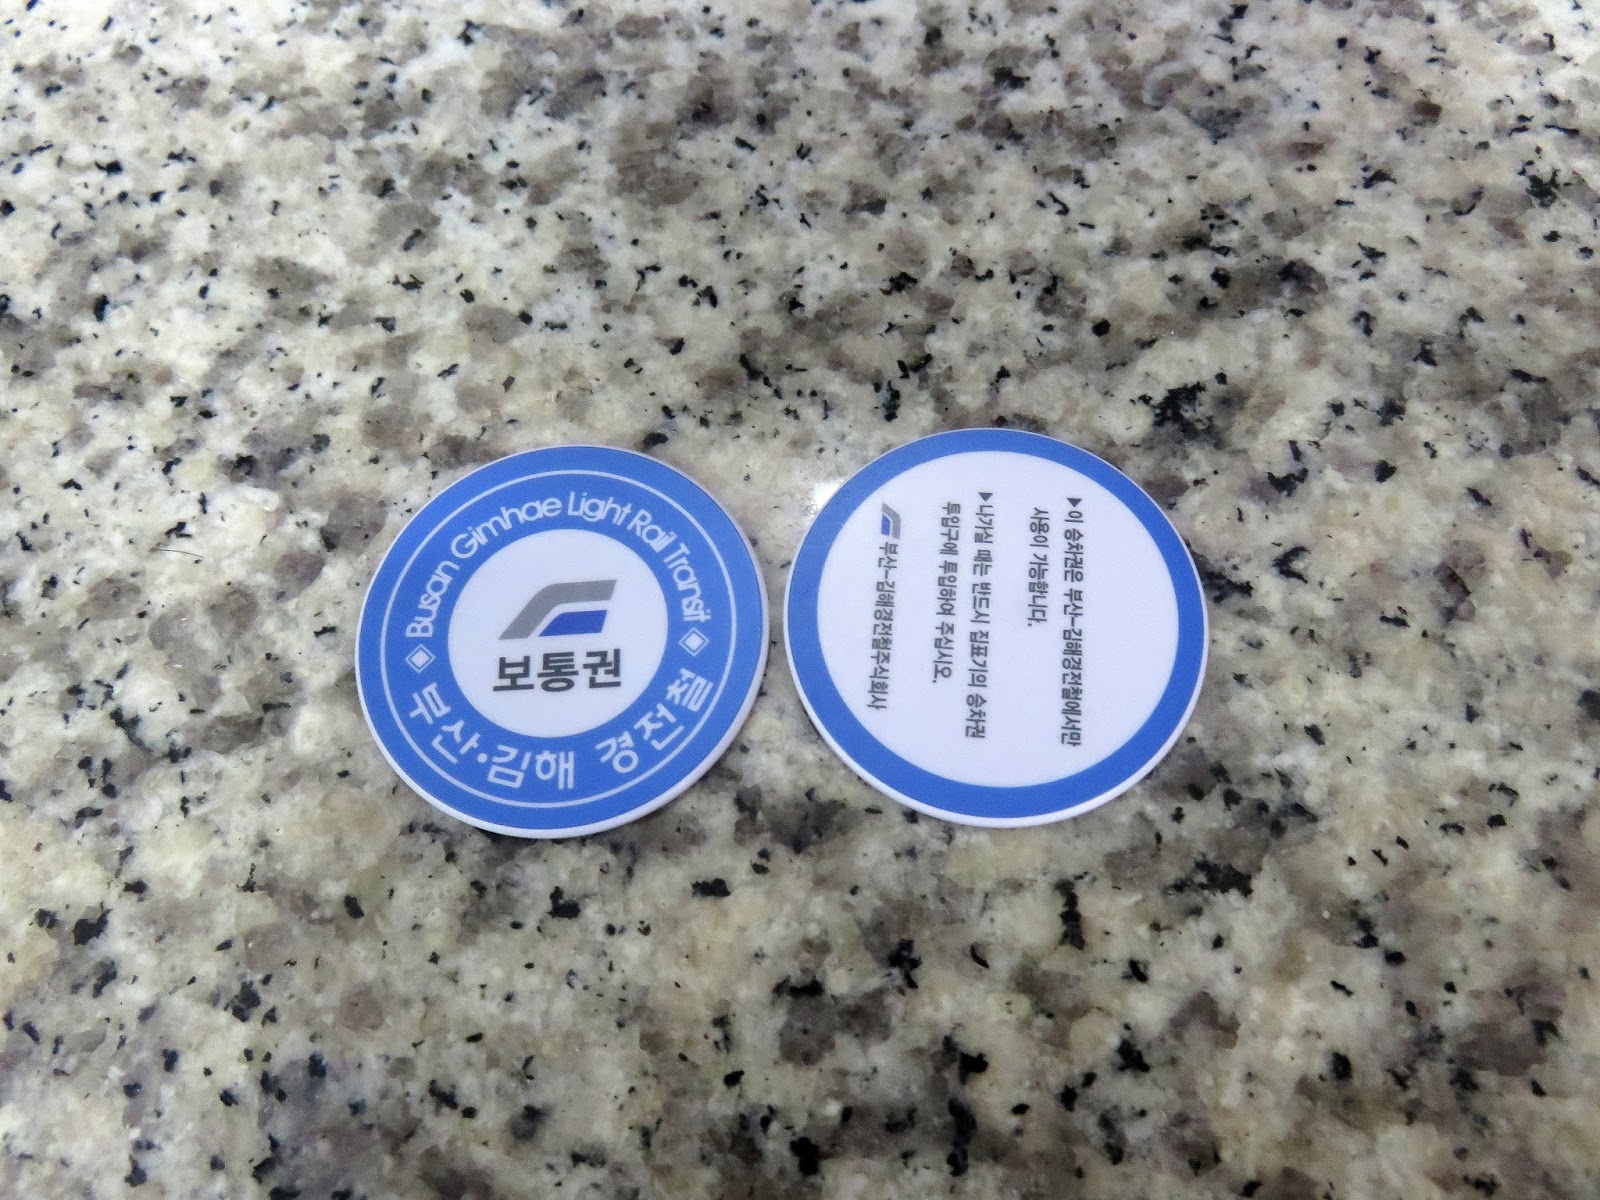 Busan Gimhae Light Rail Transit
보통권
부산·김해 경전철
▶이 승차권은 부산-김해경전철에서만
사용이 가능합니다.
▶나가실 때는 반드시 집표기의 승차권
투입구에 투입하여 주십시오.
부산-김해경전철주식회사